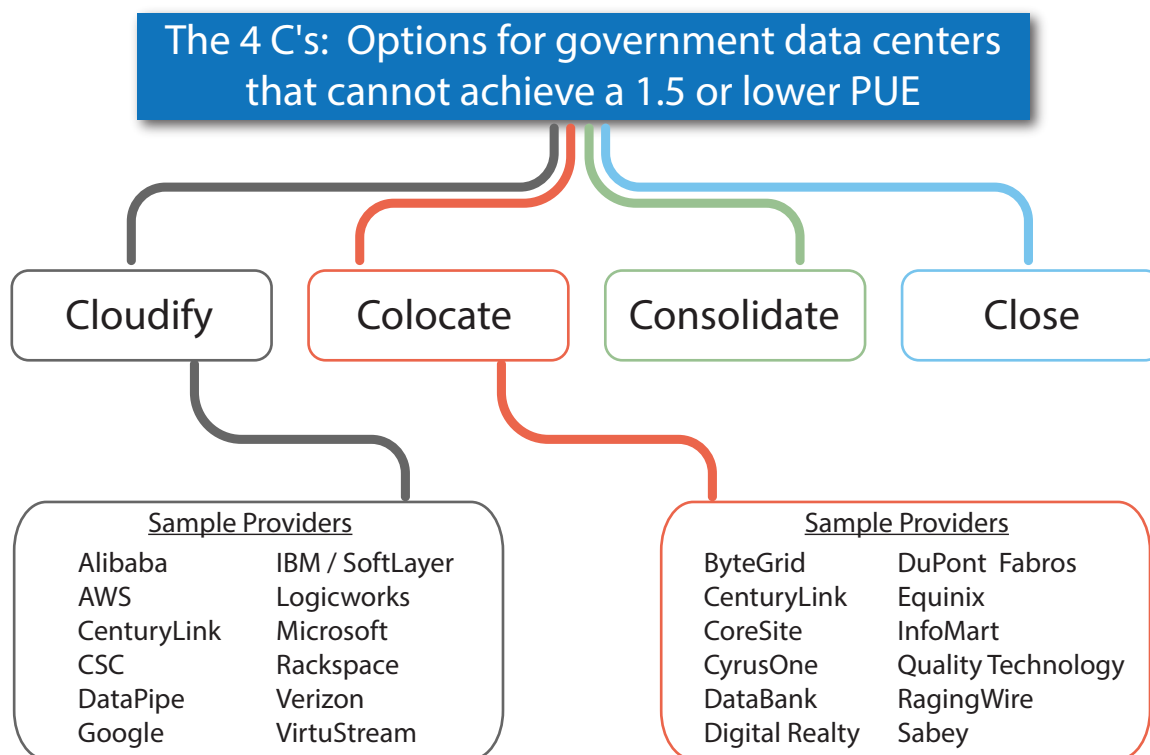 The 4 C's:  Options for government data centers
that cannot achieve a 1.5 or lower PUE
Cloudify
Colocate
Consolidate
Close
Sample Providers
Alibaba
AWS
CenturyLink
CSC
DataPipe
Google
IBM / SoftLayer
Logicworks
Microsoft
Rackspace
Verizon
VirtuStream
Sample Providers
ByteGrid
CenturyLink
CoreSite
CyrusOne
DataBank
Digital Realty
DuPont  Fabros
Equinix
InfoMart
Quality Technology
RagingWire
Sabey